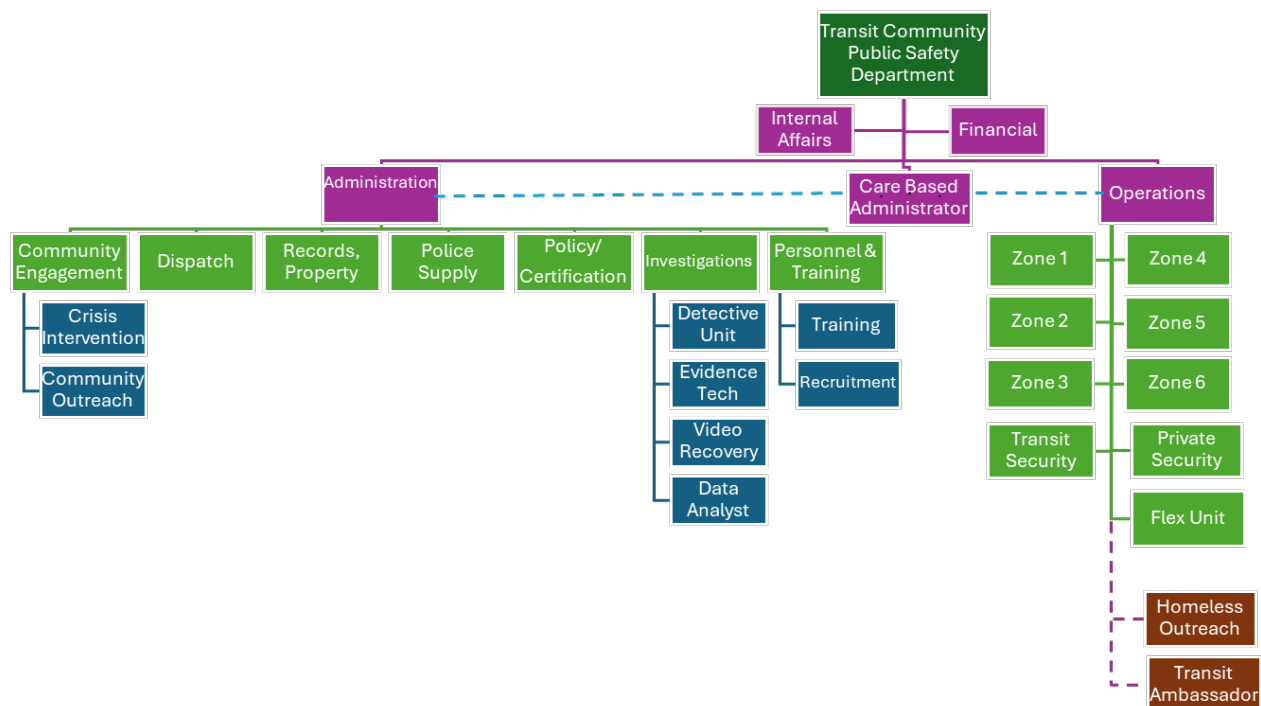 Transit Community
Public Safety
Department
Internal
Affairs
Financial
Administration
Care Based
Administrator
Operations
Community
Engagement
Dispatch
Records,
Property
Police
Supply
Policy/
Certification
Investigations
Personnel &
Training
Crisis
Intervention
Community
Outreach
Detective
Unit
Evidence
Tech
Video
Recovery
Data
Analyst
Training
Recruitment
Zone 1
Zone 4
Zone 2
Zone 5
Zone 3
Zone 6
Transit
Security
Private
Security
Flex Unit
Homeless
Outreach
Transit
Ambassador